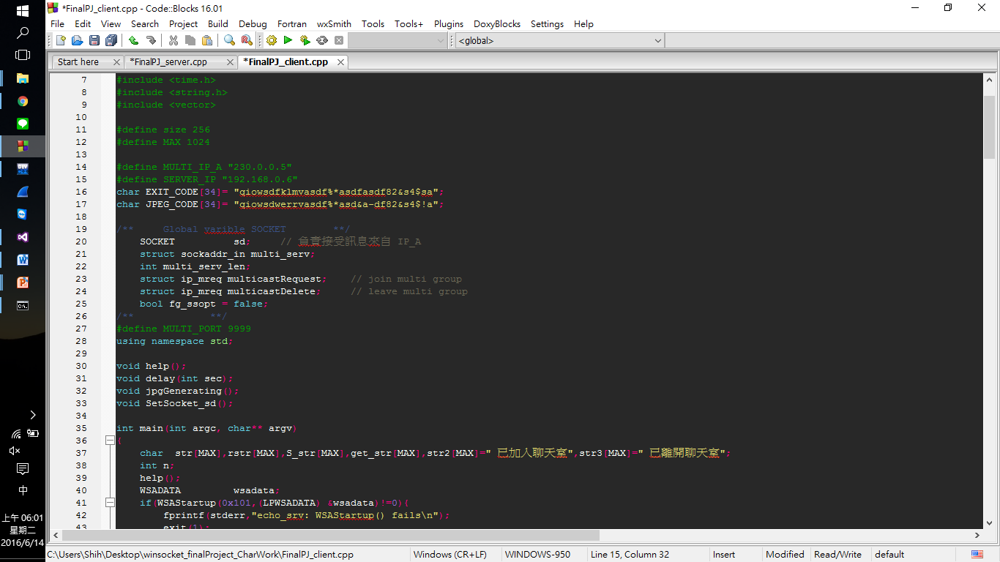 *FinalPJ_client.cpp - Code::Blocks 16.01
File Edit View Search Project Build Debug Fortran wxSmith Tools Tools+ Plugins DoxyBlocks Settings Help
<global>
Start here *FinalPJ_server.cpp *FinalPJ_client.cpp
7 #include <time.h>
8 #include <string.h>
9 #include <vector>
10
11 #define size 256
12 #define MAX 1024
13
14 #define MULTI_IP_A "230.0.0.5"
15 #define SERVER_IP "192.168.0.6"
16 char EXIT_CODE[34]= "qiowsdfklmvasdf%*asdfasdf82&s4$sa";
17 char JPEG_CODE[34]= "qiowsdwerrvasdf%*asd&a-df82&s4$!a";
18
19 /** Global varible SOCKET **/
20 SOCKET sd; // 負責接受訊息來自 IP_A
21 struct sockaddr_in multi_serv;
22 int multi_serv_len;
23 struct ip_mreq multicastRequest; // join multi group
24 struct ip_mreq multicastDelete; // leave multi group
25 bool fg_ssopt = false;
26 /** **/
27 #define MULTI_PORT 9999
28 using namespace std;
29
30 void help();
31 void delay(int sec);
32 void jpgGenerating();
33 void SetSocket_sd();
34
35 int main(int argc, char** argv)
36 {
37 char str[MAX],rstr[MAX],S_str[MAX],get_str[MAX],str2[MAX]=" 已加入聊天室",str3[MAX]=" 已離開聊天室";
38 int n;
39 help();
40 WSADATA wsadata;
41 if(WSAStartup(0x101,(LPWSADATA) &wsadata)!=0){
42 fprintf(stderr,"echo_srv: WSAStartup() fails\n");
43 exit(1);
中
上午 06:01
星期二
2016/6/14
C:\Users\Shih\Desktop\winsocket_finalProject_CharWork\FinalPJ_client.cpp Windows (CR+LF) WINDOWS-950 Line 15, Column 32 Insert Modified Read/Write default